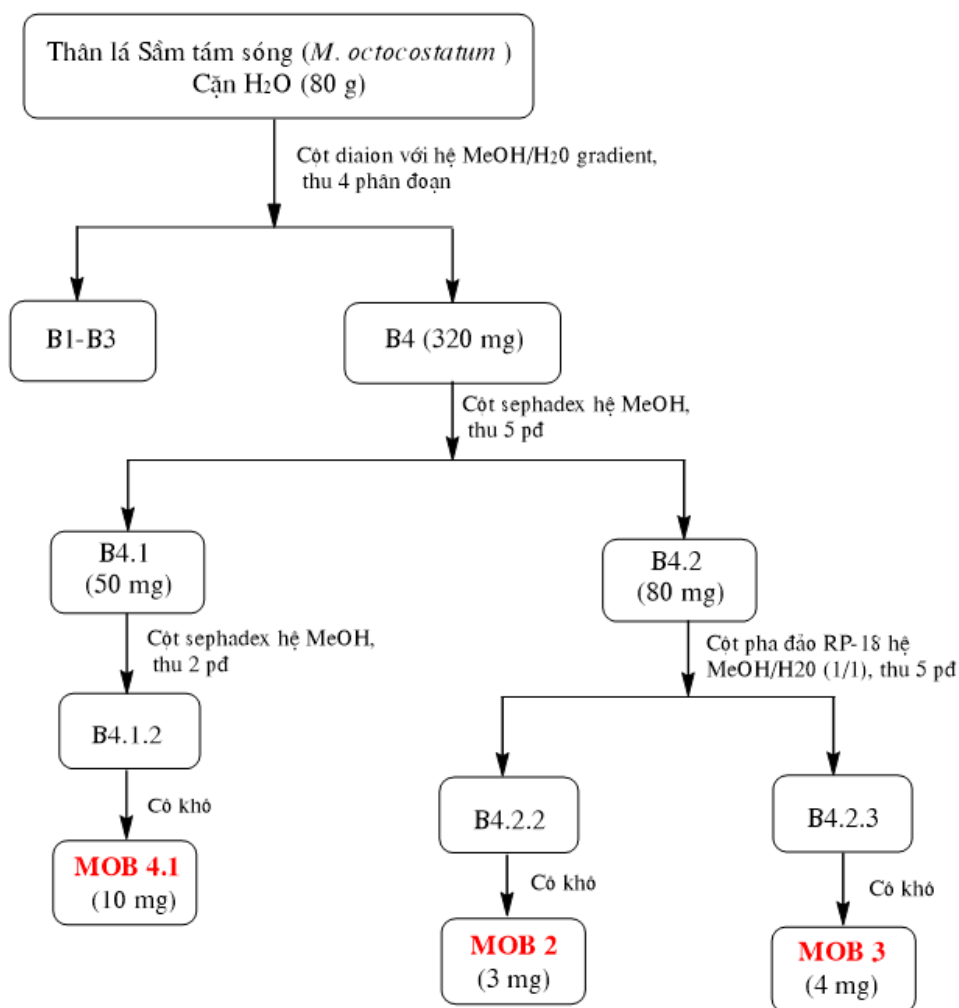 Thân lá Sầm tám sóng (M. octocostatum )
Cặn H2O (80 g)
Cột diaion với hệ MeOH/H20 gradient,
thu 4 phân đoạn
B1-B3
B4 (320 mg)
Cột sephadex hệ MeOH,
thu 5 pđ
B4.1
(50 mg)
B4.2
(80 mg)
Cột sephadex hệ MeOH,
thu 2 pđ
Cột pha đảo RP-18 hệ
MeOH/H20 (1/1), thu 5 pđ
B4.1.2
B4.2.2
B4.2.3
Cô khô
Cô khô
Cô khô
MOB 4.1
(10 mg)
MOB 2
(3 mg)
MOB 3
(4 mg)